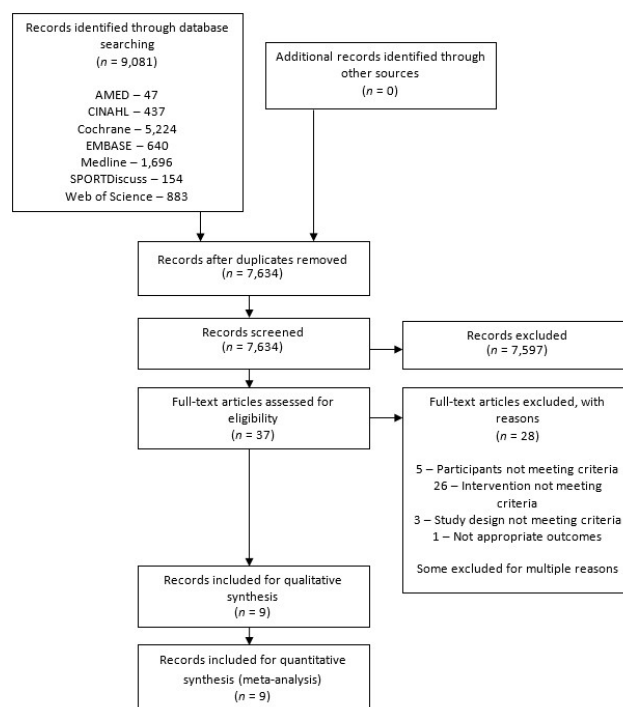 Records identified through database
searching
(n = 9,081)
AMED – 47
CINAHL – 437
Cochrane – 5,224
EMBASE – 640
Medline – 1,696
SPORTDiscuss – 154
Web of Science – 883
Additional records identified through
other sources
(n = 0)
Records after duplicates removed
(n = 7,634)
Records screened
(n = 7,634)
Records excluded
(n = 7,597)
Full-text articles assessed for
eligibility
(n = 37)
Full-text articles excluded, with
reasons
(n = 28)
5 – Participants not meeting criteria
26 – Intervention not meeting
criteria
3 – Study design not meeting criteria
1 – Not appropriate outcomes
Some excluded for multiple reasons
Records included for qualitative
synthesis
(n = 9)
Records included for quantitative
synthesis (meta-analysis)
(n = 9)